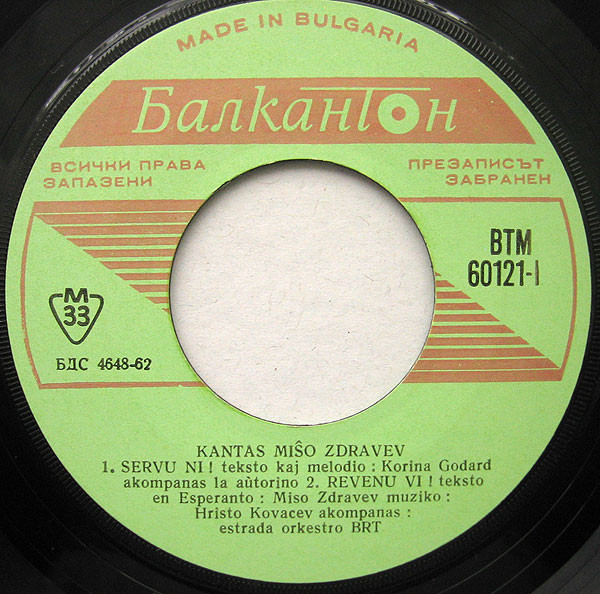 MADE IN BULGARIA
Балкантон
ВСИЧКИ ПРАВА
ЗАПАЗЕНИ
ПРЕЗАПИСЪТ
ЗАБРАНЕН
ВТМ
60121-I
М
33
БДС 4648-62
KANTAS MIŜO ZDRAVEV
1. SERVU NI! teksto kaj melodio: Korina Godard
akompanas la aùtorino 2. REVENU VI! teksto
en Esperanto: Miso Zdravev muziko:
Hristo Kovacev akompanas:
estrada orkestro BRT